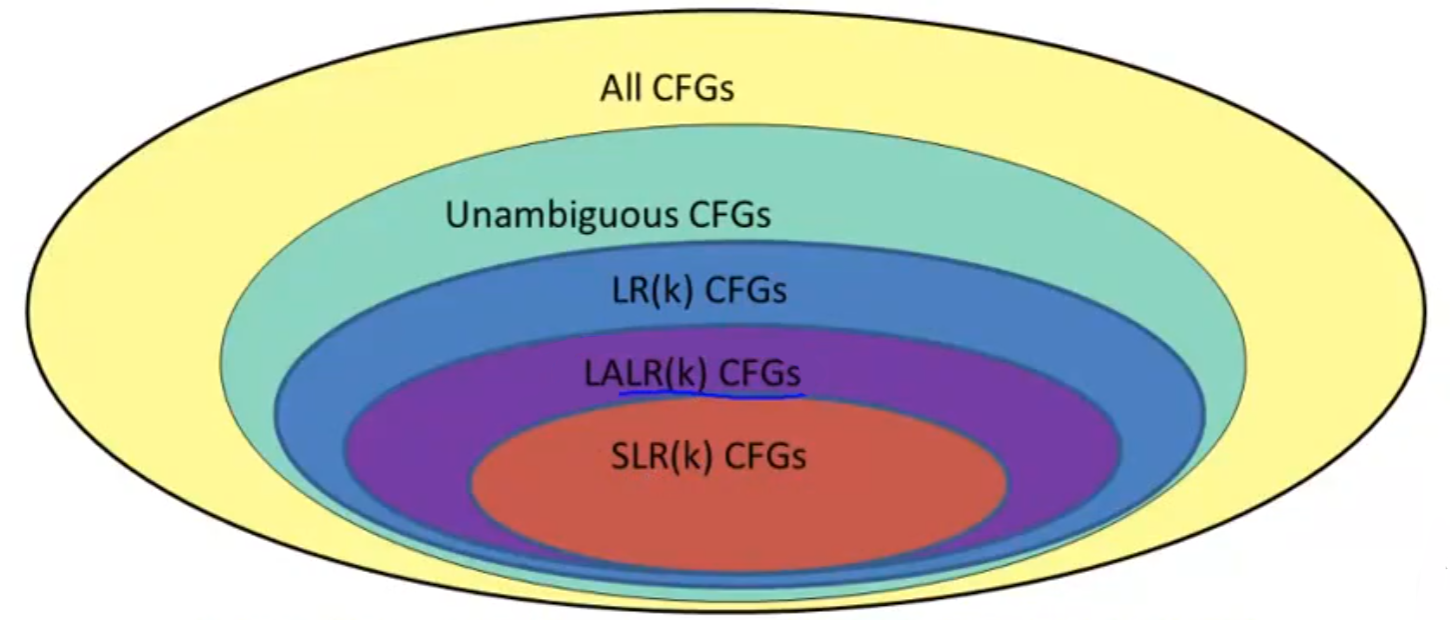 All CFGs
Unambiguous CFGs
LR(k) CFGs
LALR(k) CFGs
SLR(k) CFGs